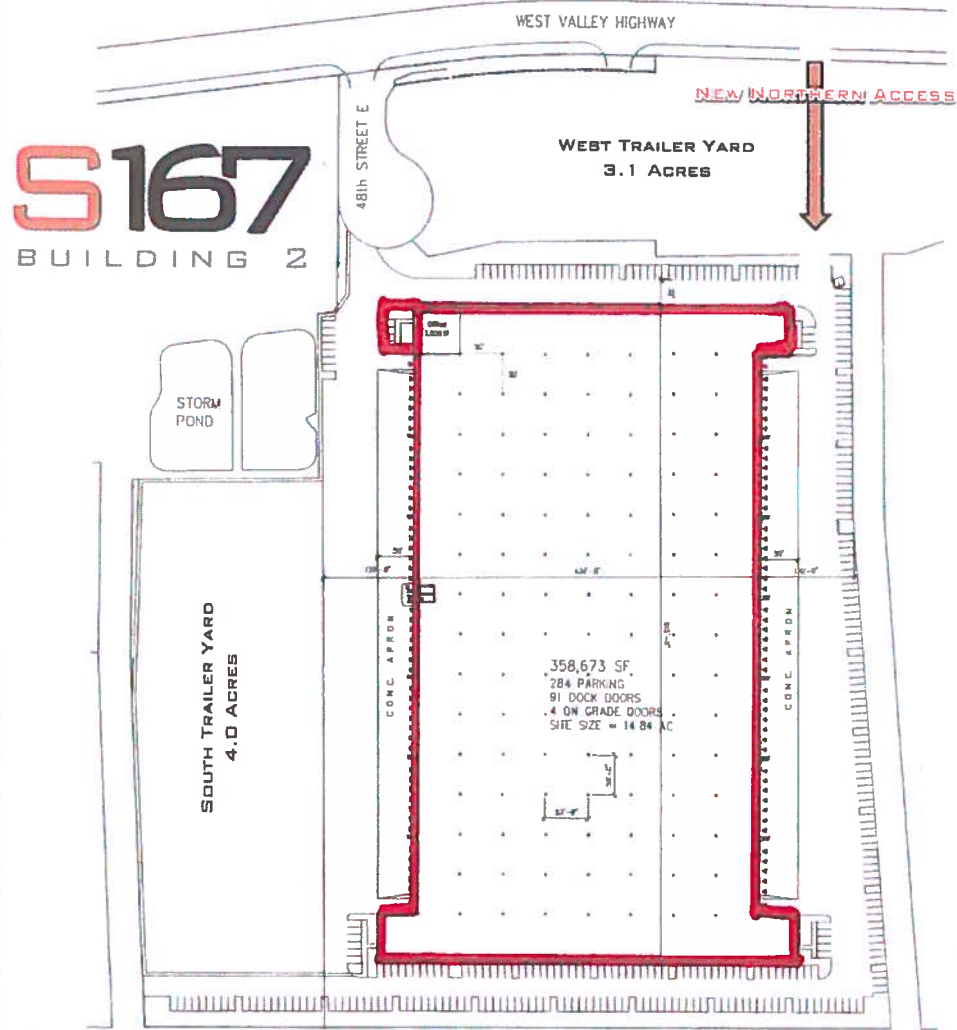 WEST VALLEY HIGHWAY
NEW NORTHERN ACCESS
48th STREET E
WEST TRAILER YARD
3.1 ACRES
S167
BUILDING 2
Office
STORM
POND
CONC. APRON
CONC. APRON
SOUTH TRAILER YARD
4.0 ACRES
358,673 SF
284 PARKING
91 DOCK DOORS
4 ON GRADE DOORS
SITE SIZE = 14.84 AC